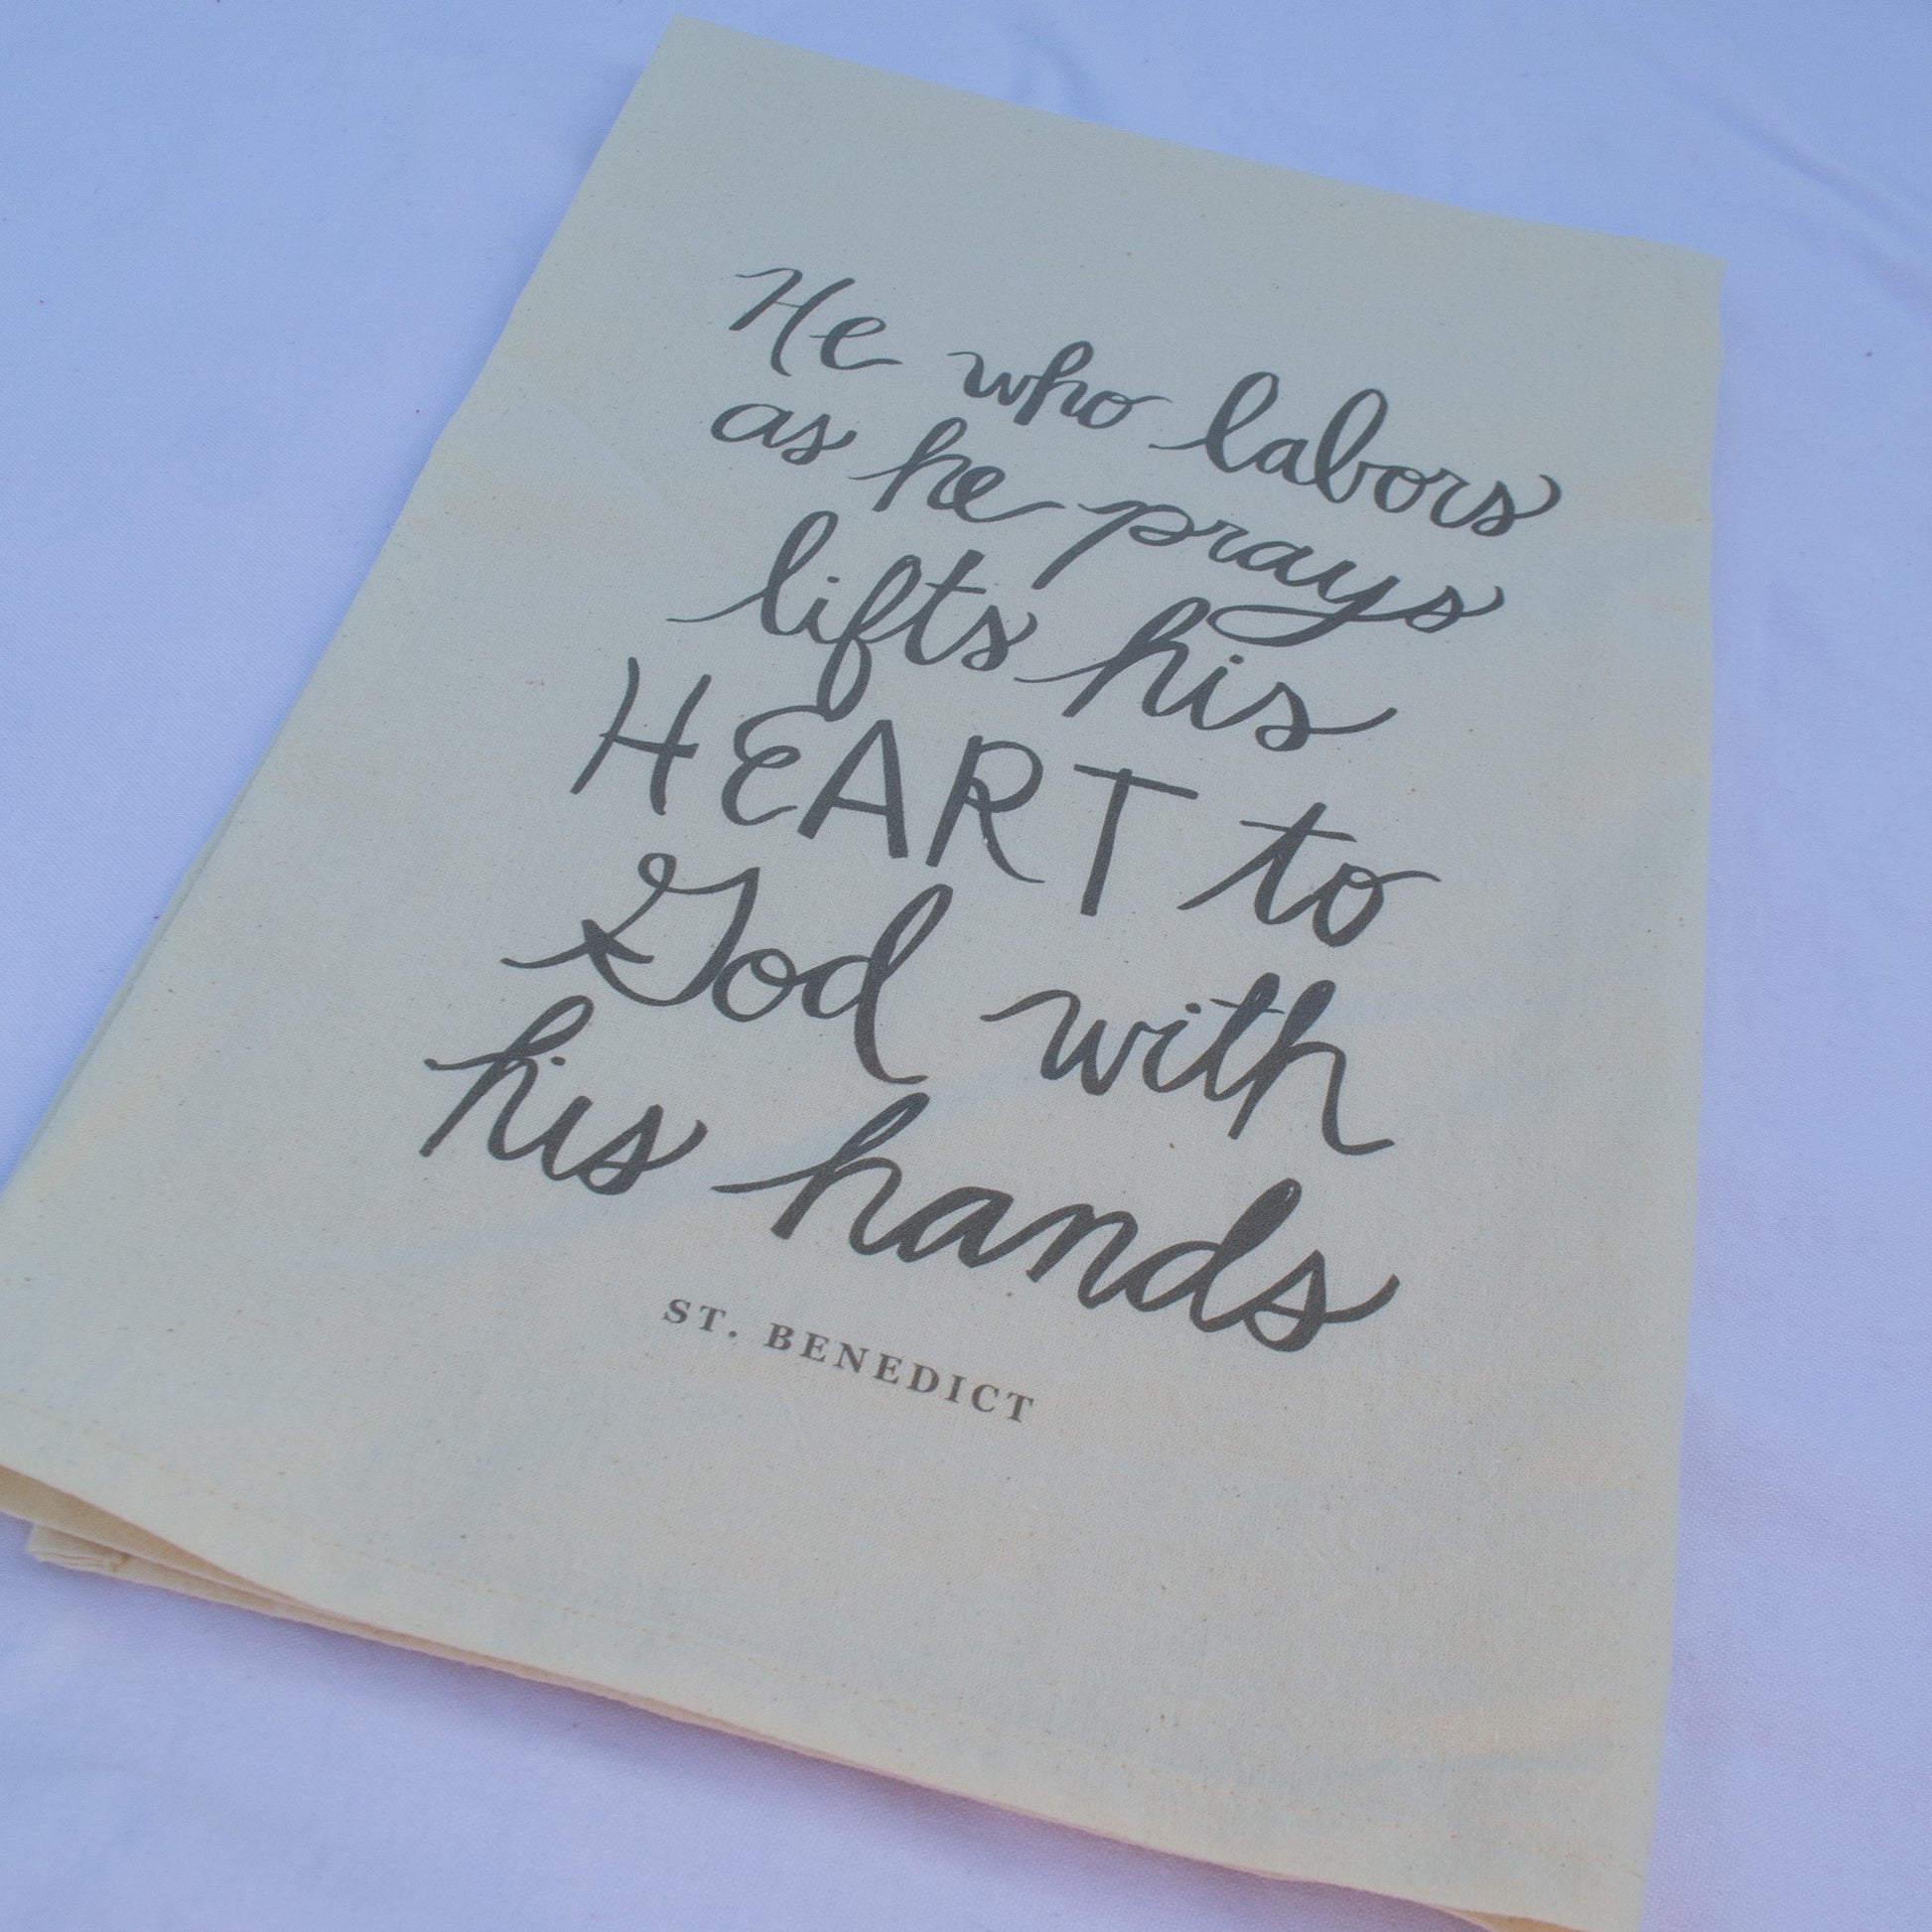 He who labors
as he prays
lifts his
HEART to
God with
his hands
ST. BENEDICT